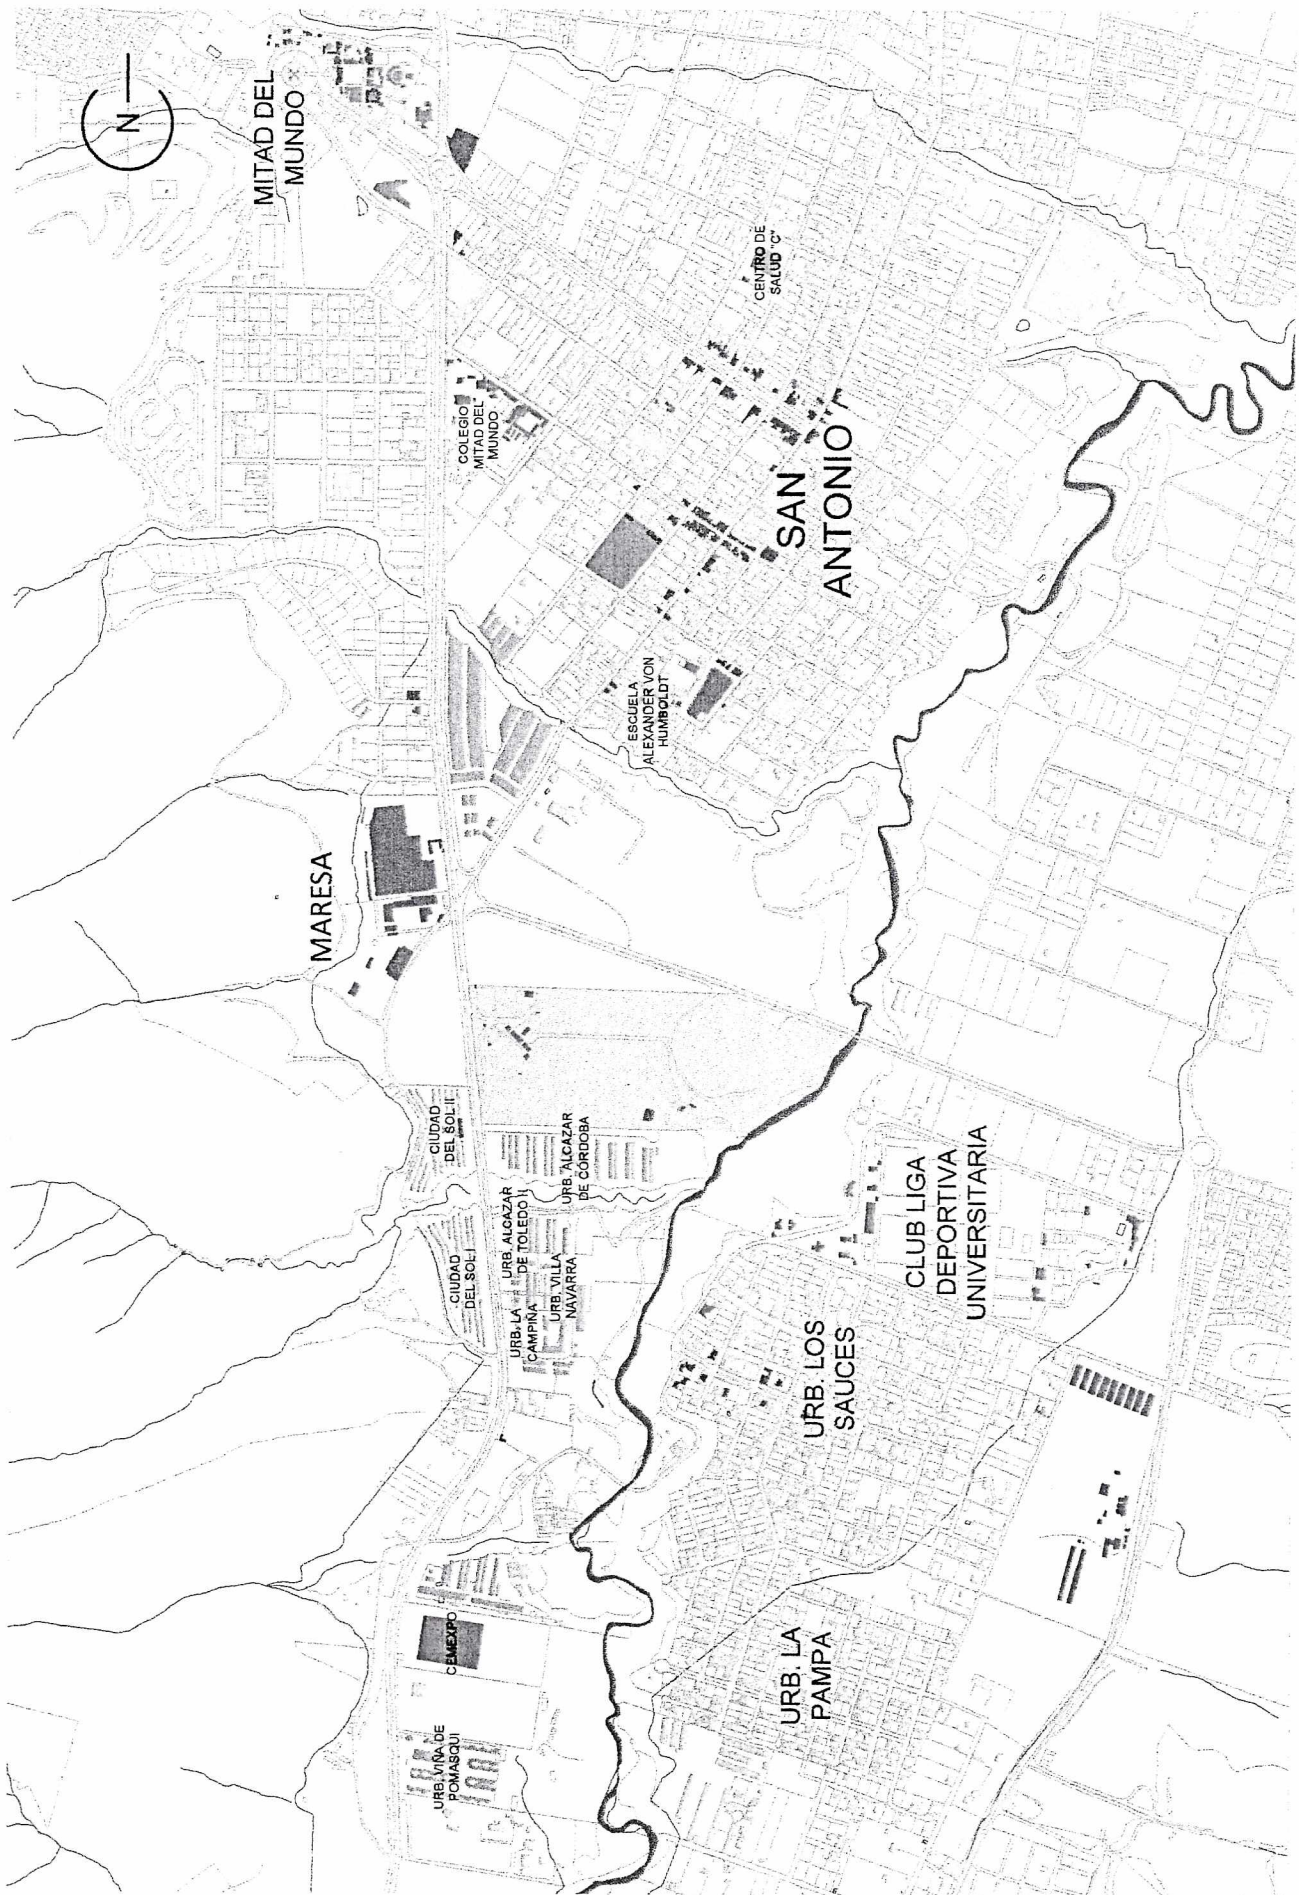 N
MITAD DEL
MUNDO
CENTRO DE
SALUD "C"
COLEGIO
MITAD DEL
MUNDO
SAN
ANTONIO
ESCUELA
ALEXANDER VON
HUMBOLDT
MARESA
CIUDAD
DEL SOL II
URB. ALCAZAR
DE CÓRDOBA
URB. ALCAZAR
DE TOLEDO II
CIUDAD
DEL SOL I
URB. VILLA
NAVARRA
URB. LA
CAMPIÑA
CLUB LIGA
DEPORTIVA
UNIVERSITARIA
URB. LOS
SAUCES
CEMEXPO
URB. LA
PAMPA
URB. VIÑA DE
POMASQUI